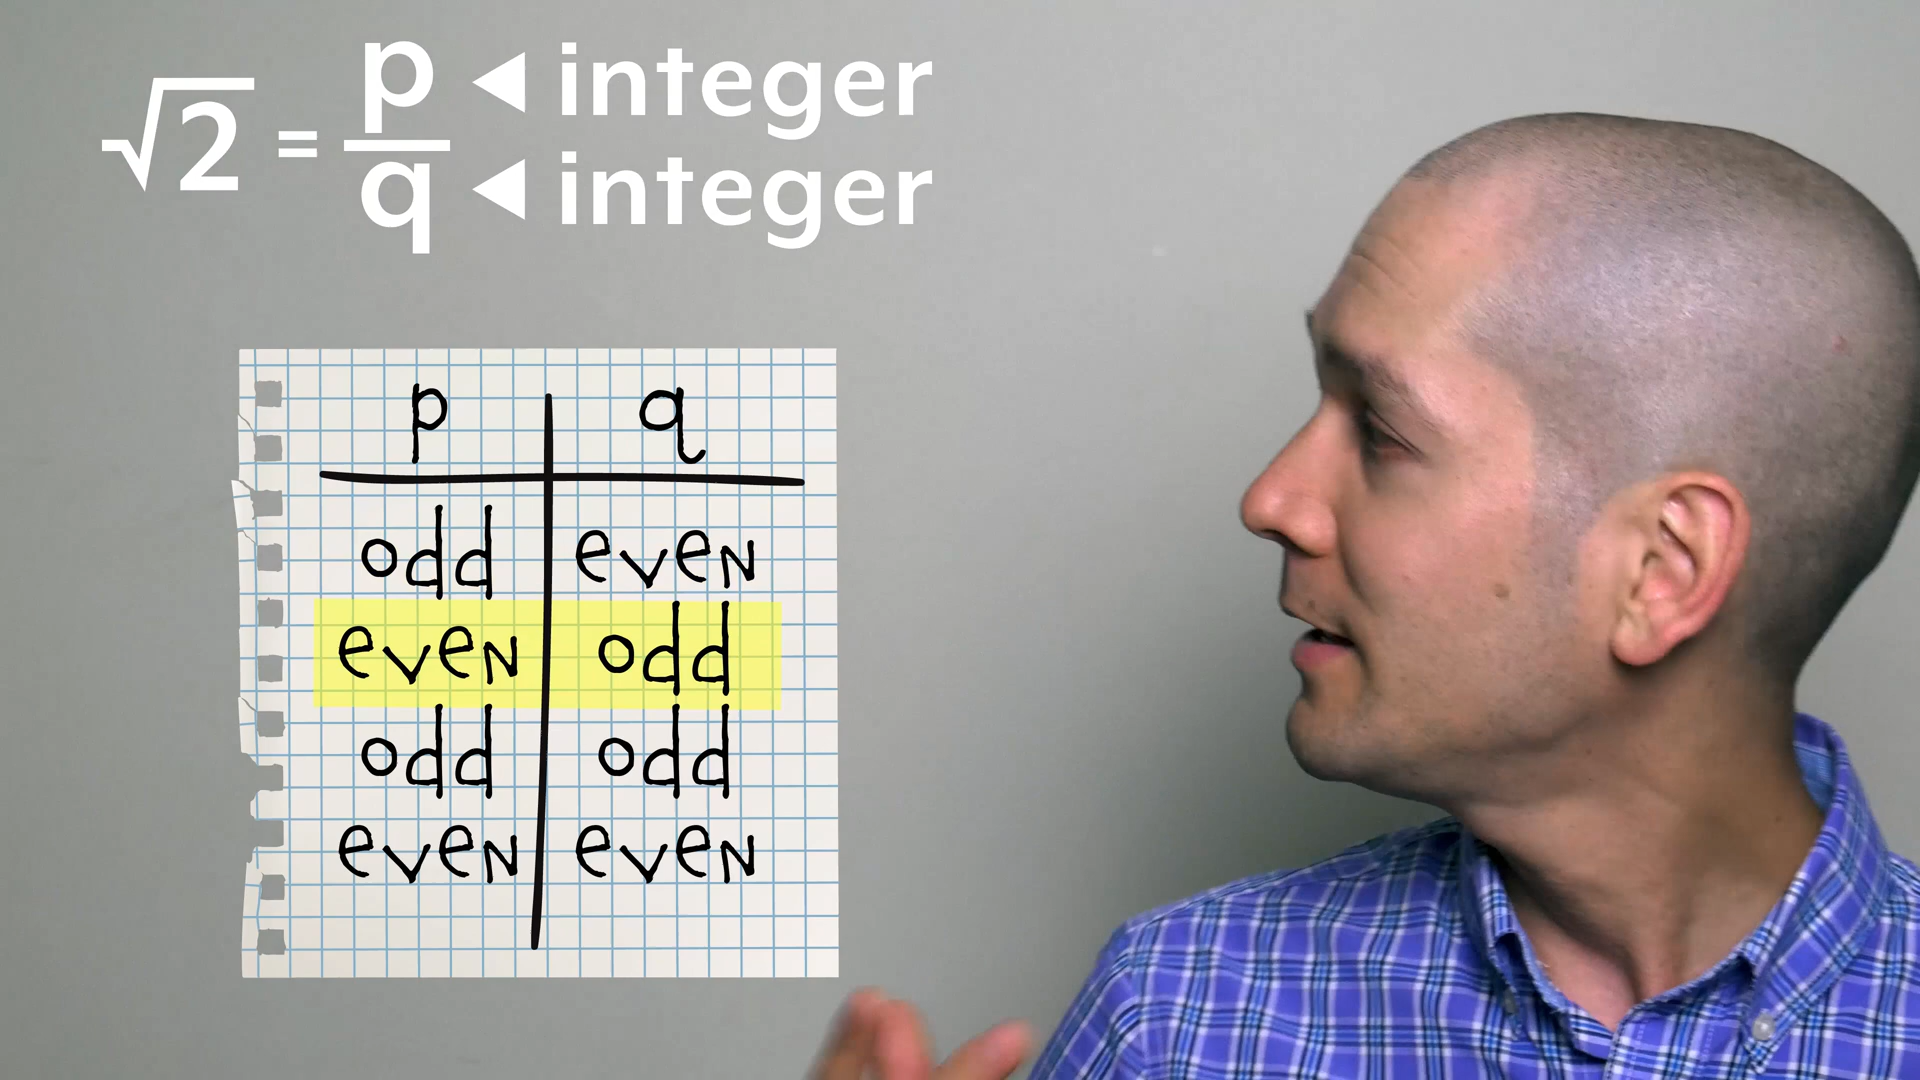 √2 = p/q
◄ integer
◄ integer
p q
odd even
even odd
odd odd
even even